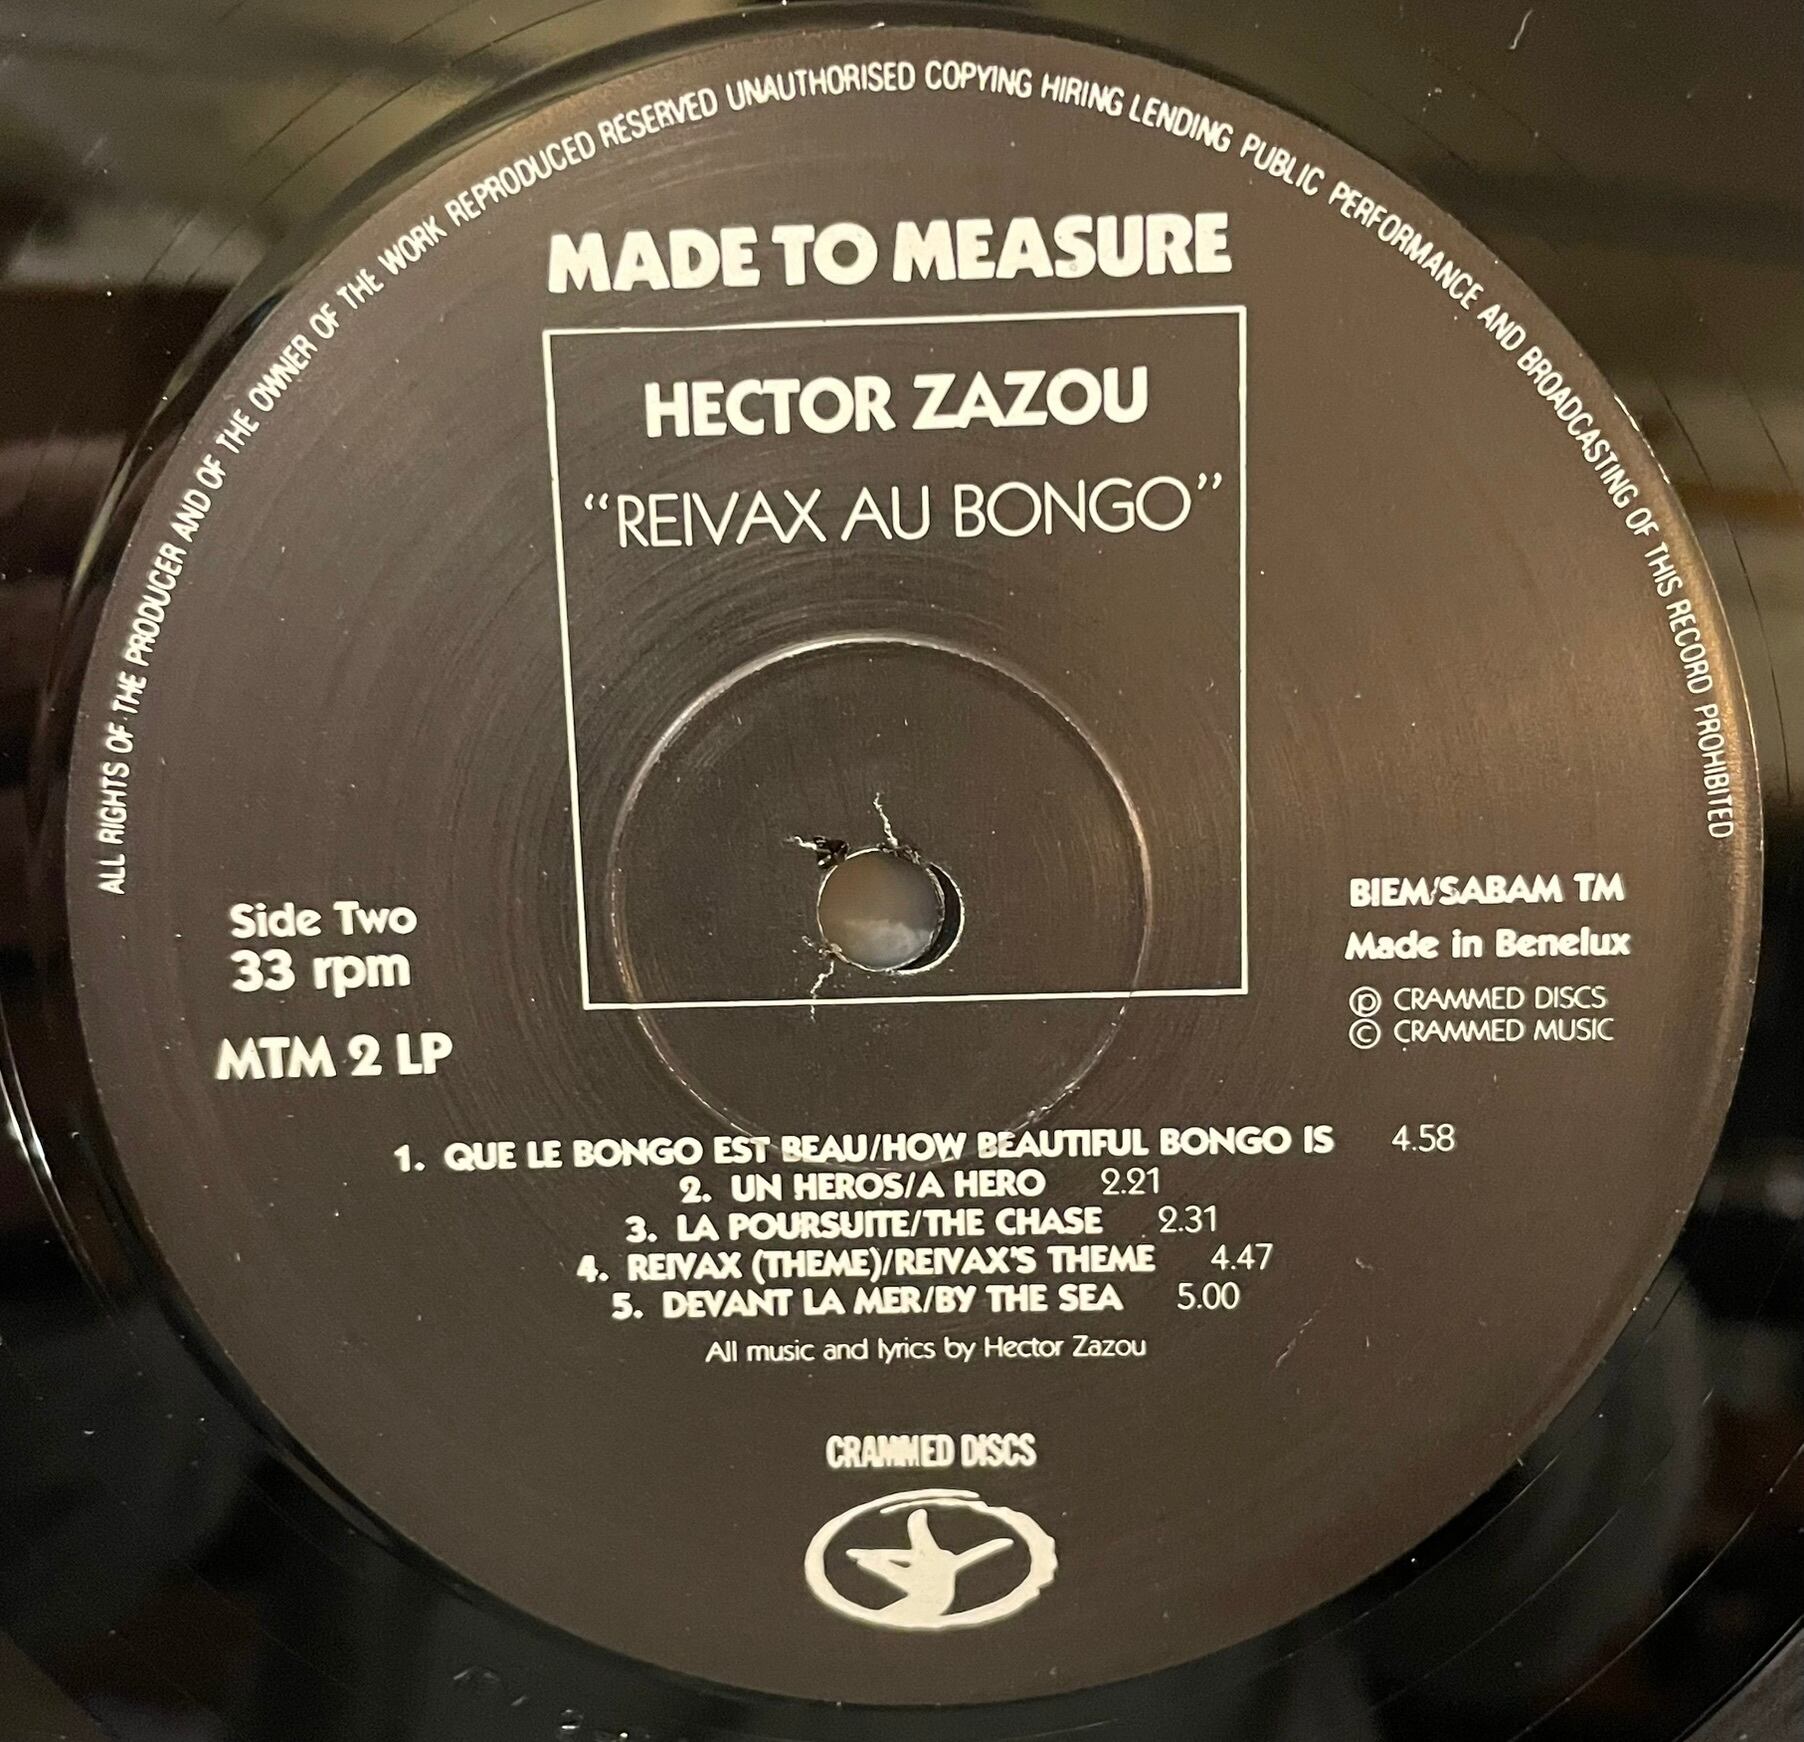 ALL RIGHTS OF THE PRODUCER AND OF THE OWNER OF THE WORK REPRODUCED RESERVED UNAUTHORISED COPYING HIRING LENDING PUBLIC PERFORMANCE AND BROADCASTING OF THIS RECORD PROHIBITED
MADE TO MEASURE
HECTOR ZAZOU
“REIVAX AU BONGO”
Side Two
33 rpm
MTM 2 LP
BIEM/SABAM TM
Made in Benelux
Ⓟ CRAMMED DISCS
© CRAMMED MUSIC
1. QUE LE BONGO EST BEAU/HOW BEAUTIFUL BONGO IS 4.58
2. UN HEROS/A HERO 2.21
3. LA POURSUITE/THE CHASE 2.31
4. REIVAX (THEME)/REIVAX'S THEME 4.47
5. DEVANT LA MER/BY THE SEA 5.00
All music and lyrics by Hector Zazou
CRAMMED DISCS